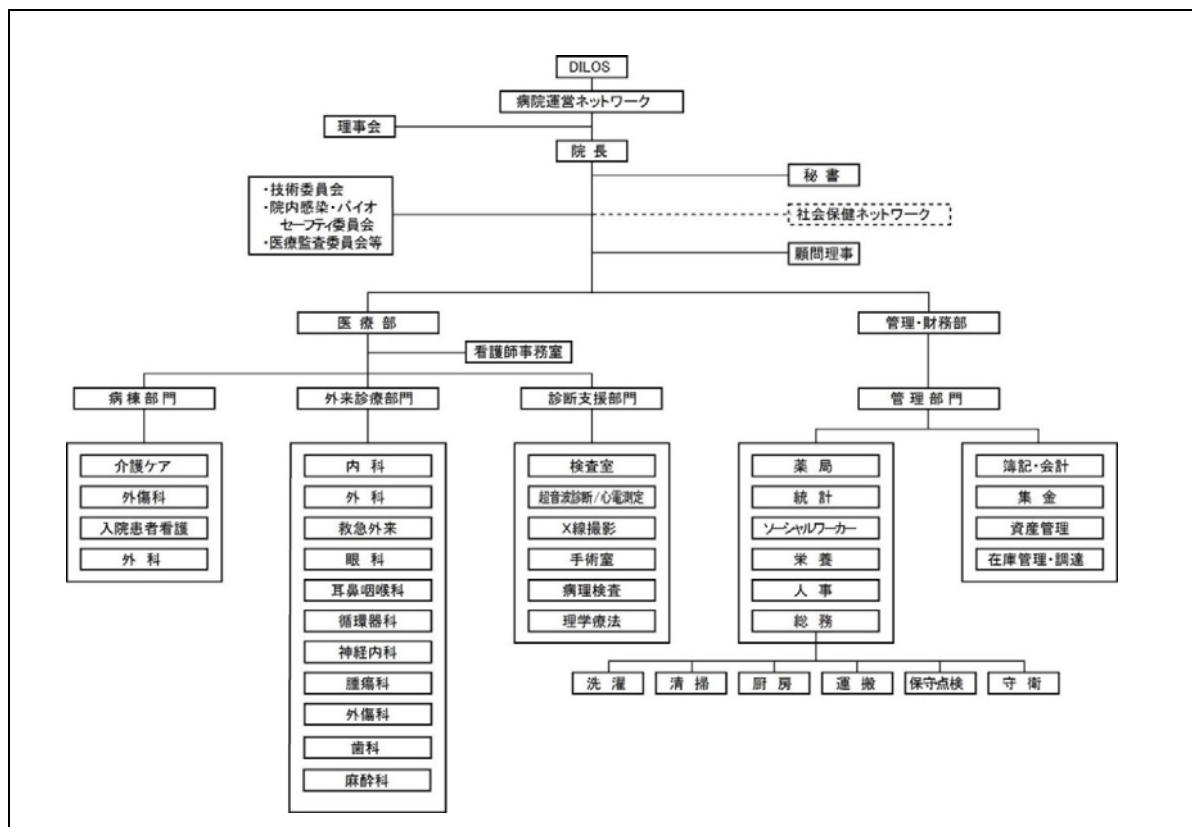 DILOS
病院運営ネットワーク
理事会
院長
秘書
・技術委員会
・院内感染・バイオ
セーフティ委員会
・医療監査委員会等
社会保健ネットワーク
顧問理事
医療部
管理・財務部
看護師事務室
病棟部門
外来診療部門
診断支援部門
管理部門
介護ケア
外傷科
入院患者看護
外科
内科
外科
救急外来
眼科
耳鼻咽喉科
循環器科
神経内科
腫瘍科
外傷科
歯科
麻酔科
検査室
超音波診断/心電測定
X線撮影
手術室
病理検査
理学療法
薬局
統計
ソーシャルワーカー
栄養
人事
総務
簿記・会計
集金
資産管理
在庫管理・調達
洗濯
清掃
厨房
運搬
保守点検
守衛